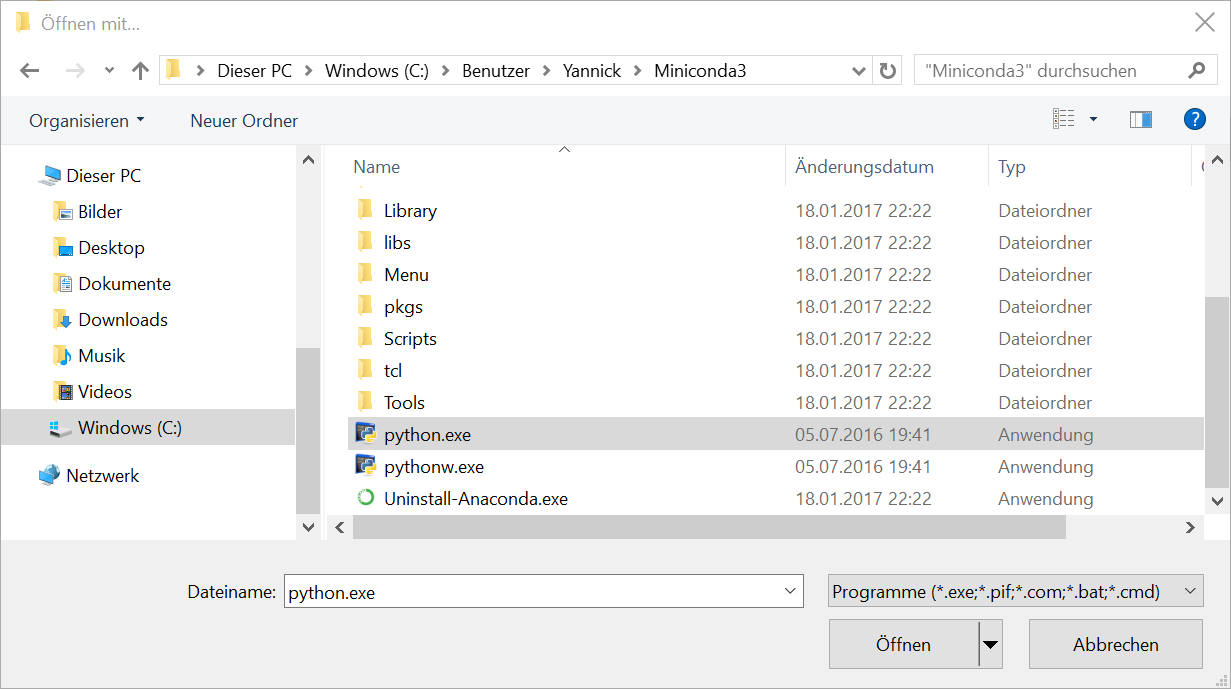 Öffnen mit...
Dieser PC Windows (C:) Benutzer Yannick Miniconda3 "Miniconda3" durchsuchen
Organisieren Neuer Ordner ?
Dieser PC
Bilder
Desktop
Dokumente
Downloads
Musik
Videos
Windows (C:)
Netzwerk
Name Änderungsdatum Typ
Library 18.01.2017 22:22 Dateiordner
libs 18.01.2017 22:22 Dateiordner
Menu 18.01.2017 22:22 Dateiordner
pkgs 18.01.2017 22:22 Dateiordner
Scripts 18.01.2017 22:22 Dateiordner
tcl 18.01.2017 22:22 Dateiordner
Tools 18.01.2017 22:22 Dateiordner
python.exe 05.07.2016 19:41 Anwendung
pythonw.exe 05.07.2016 19:41 Anwendung
Uninstall-Anaconda.exe 18.01.2017 22:22 Anwendung
Dateiname: python.exe Programme (*.exe;*.pif;*.com;*.bat;*.cmd)
Öffnen Abbrechen